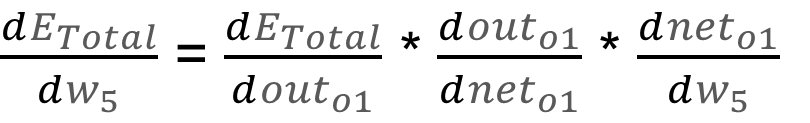 dE_Total/dw_5 = dE_Total/dout_o1 * dout_o1/dnet_o1 * dnet_o1/dw_5